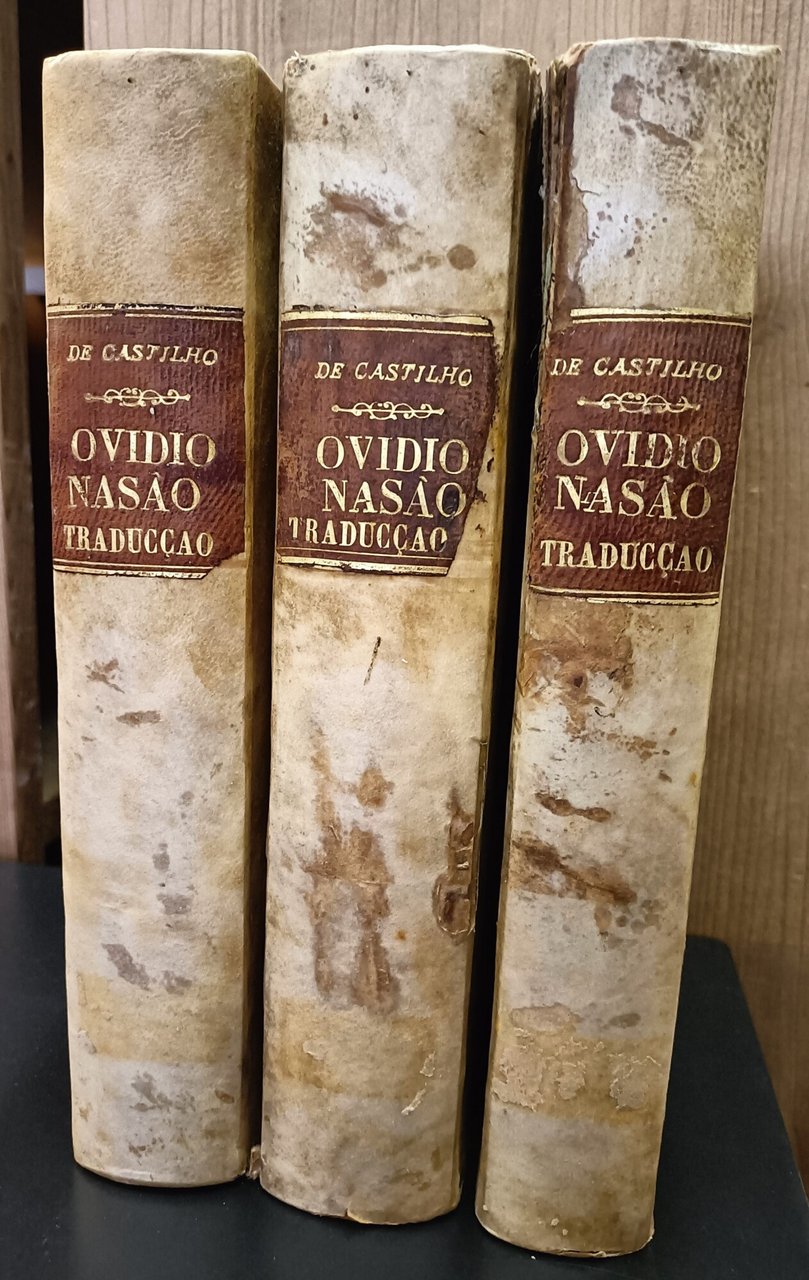 DE CASTILHO
OVIDIO
NASÃO
TRADUCÇAO
DE CASTILHO
OVIDIO
NASÃO
TRADUCÇAO
DE CASTILHO
OVIDIO
NASÃO
TRADUCÇAO